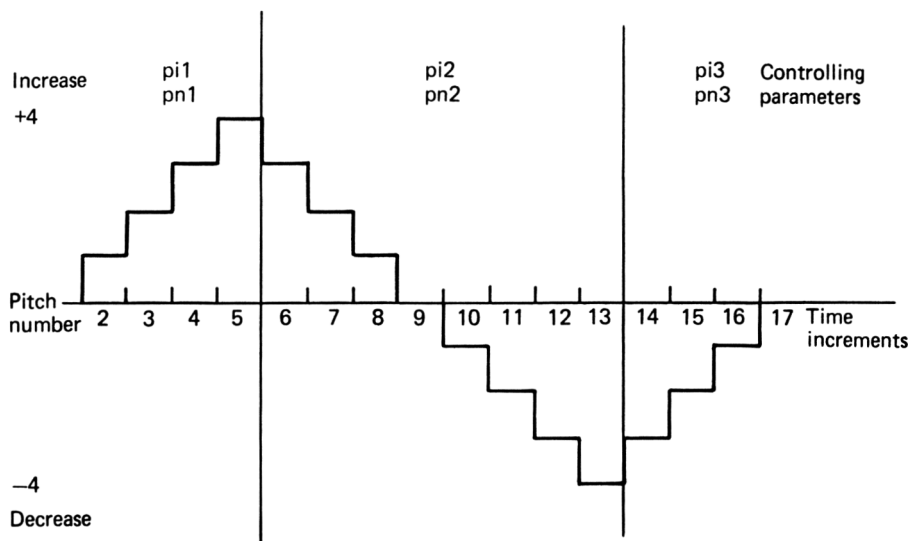 Increase pi1 pi2 pi3 Controlling
pn1 pn2 pn3 parameters
+4
Pitch
number 2 3 4 5 6 7 8 9 10 11 12 13 14 15 16 17 Time
increments
−4
Decrease